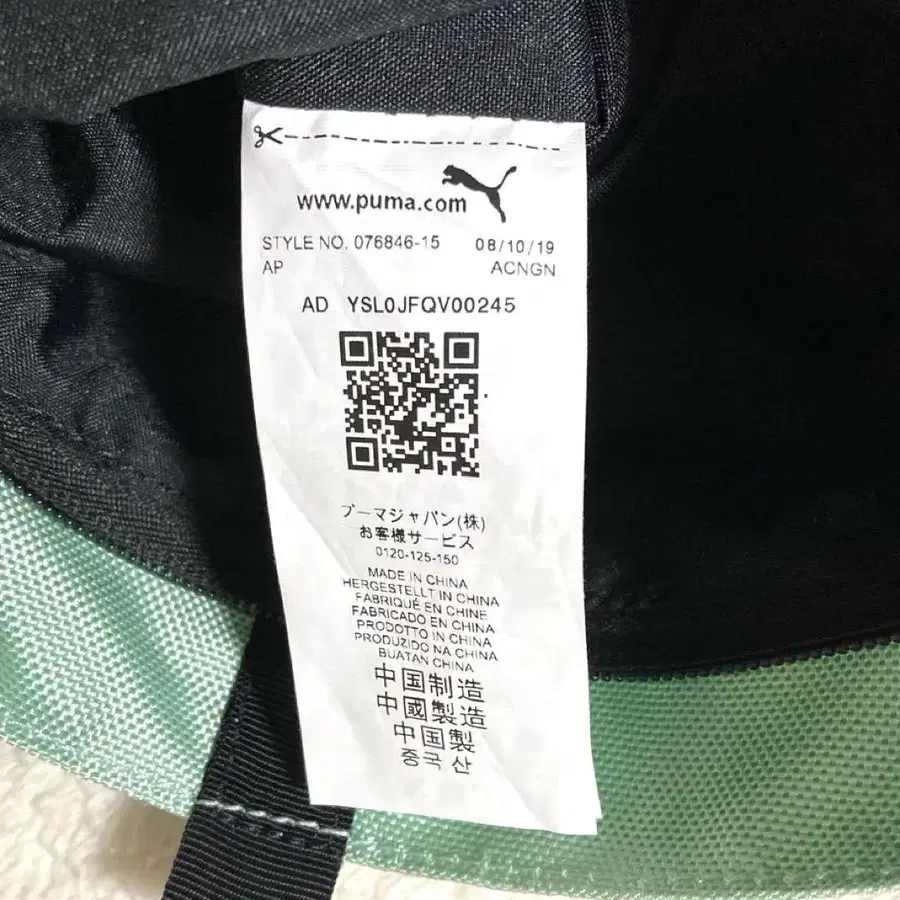 www.puma.com
STYLE NO. 076846-15 08/10/19
AP ACNGN
AD YSL0JFQV00245
プーマジャパン(株)
お客様サービス
0120-125-150
MADE IN CHINA
HERGESTELLT IN CHINA
FABRIQUÉ EN CHINE
FABRICADO EN CHINA
PRODOTTO IN CHINA
PRODUZIDO NA CHINA
BUATAN CHINA
中国制造
中國製造
中国製
중국 산